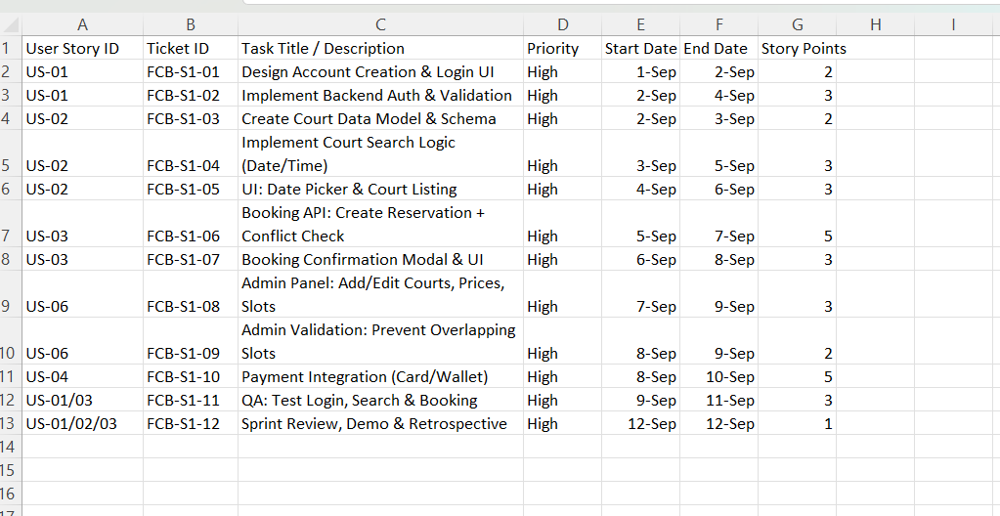 A B C D E F G H I
1 User Story ID Ticket ID Task Title / Description Priority Start Date End Date Story Points
2 US-01 FCB-S1-01 Design Account Creation & Login UI High 1-Sep 2-Sep 2
3 US-01 FCB-S1-02 Implement Backend Auth & Validation High 2-Sep 4-Sep 3
4 US-02 FCB-S1-03 Create Court Data Model & Schema High 2-Sep 3-Sep 2
Implement Court Search Logic
5 US-02 FCB-S1-04 (Date/Time) High 3-Sep 5-Sep 3
6 US-02 FCB-S1-05 UI: Date Picker & Court Listing High 4-Sep 6-Sep 3
Booking API: Create Reservation +
7 US-03 FCB-S1-06 Conflict Check High 5-Sep 7-Sep 5
8 US-03 FCB-S1-07 Booking Confirmation Modal & UI High 6-Sep 8-Sep 3
Admin Panel: Add/Edit Courts, Prices,
9 US-06 FCB-S1-08 Slots High 7-Sep 9-Sep 3
Admin Validation: Prevent Overlapping
10 US-06 FCB-S1-09 Slots High 8-Sep 9-Sep 2
11 US-04 FCB-S1-10 Payment Integration (Card/Wallet) High 8-Sep 10-Sep 5
12 US-01/03 FCB-S1-11 QA: Test Login, Search & Booking High 9-Sep 11-Sep 3
13 US-01/02/03 FCB-S1-12 Sprint Review, Demo & Retrospective High 12-Sep 12-Sep 1
14
15
16
17